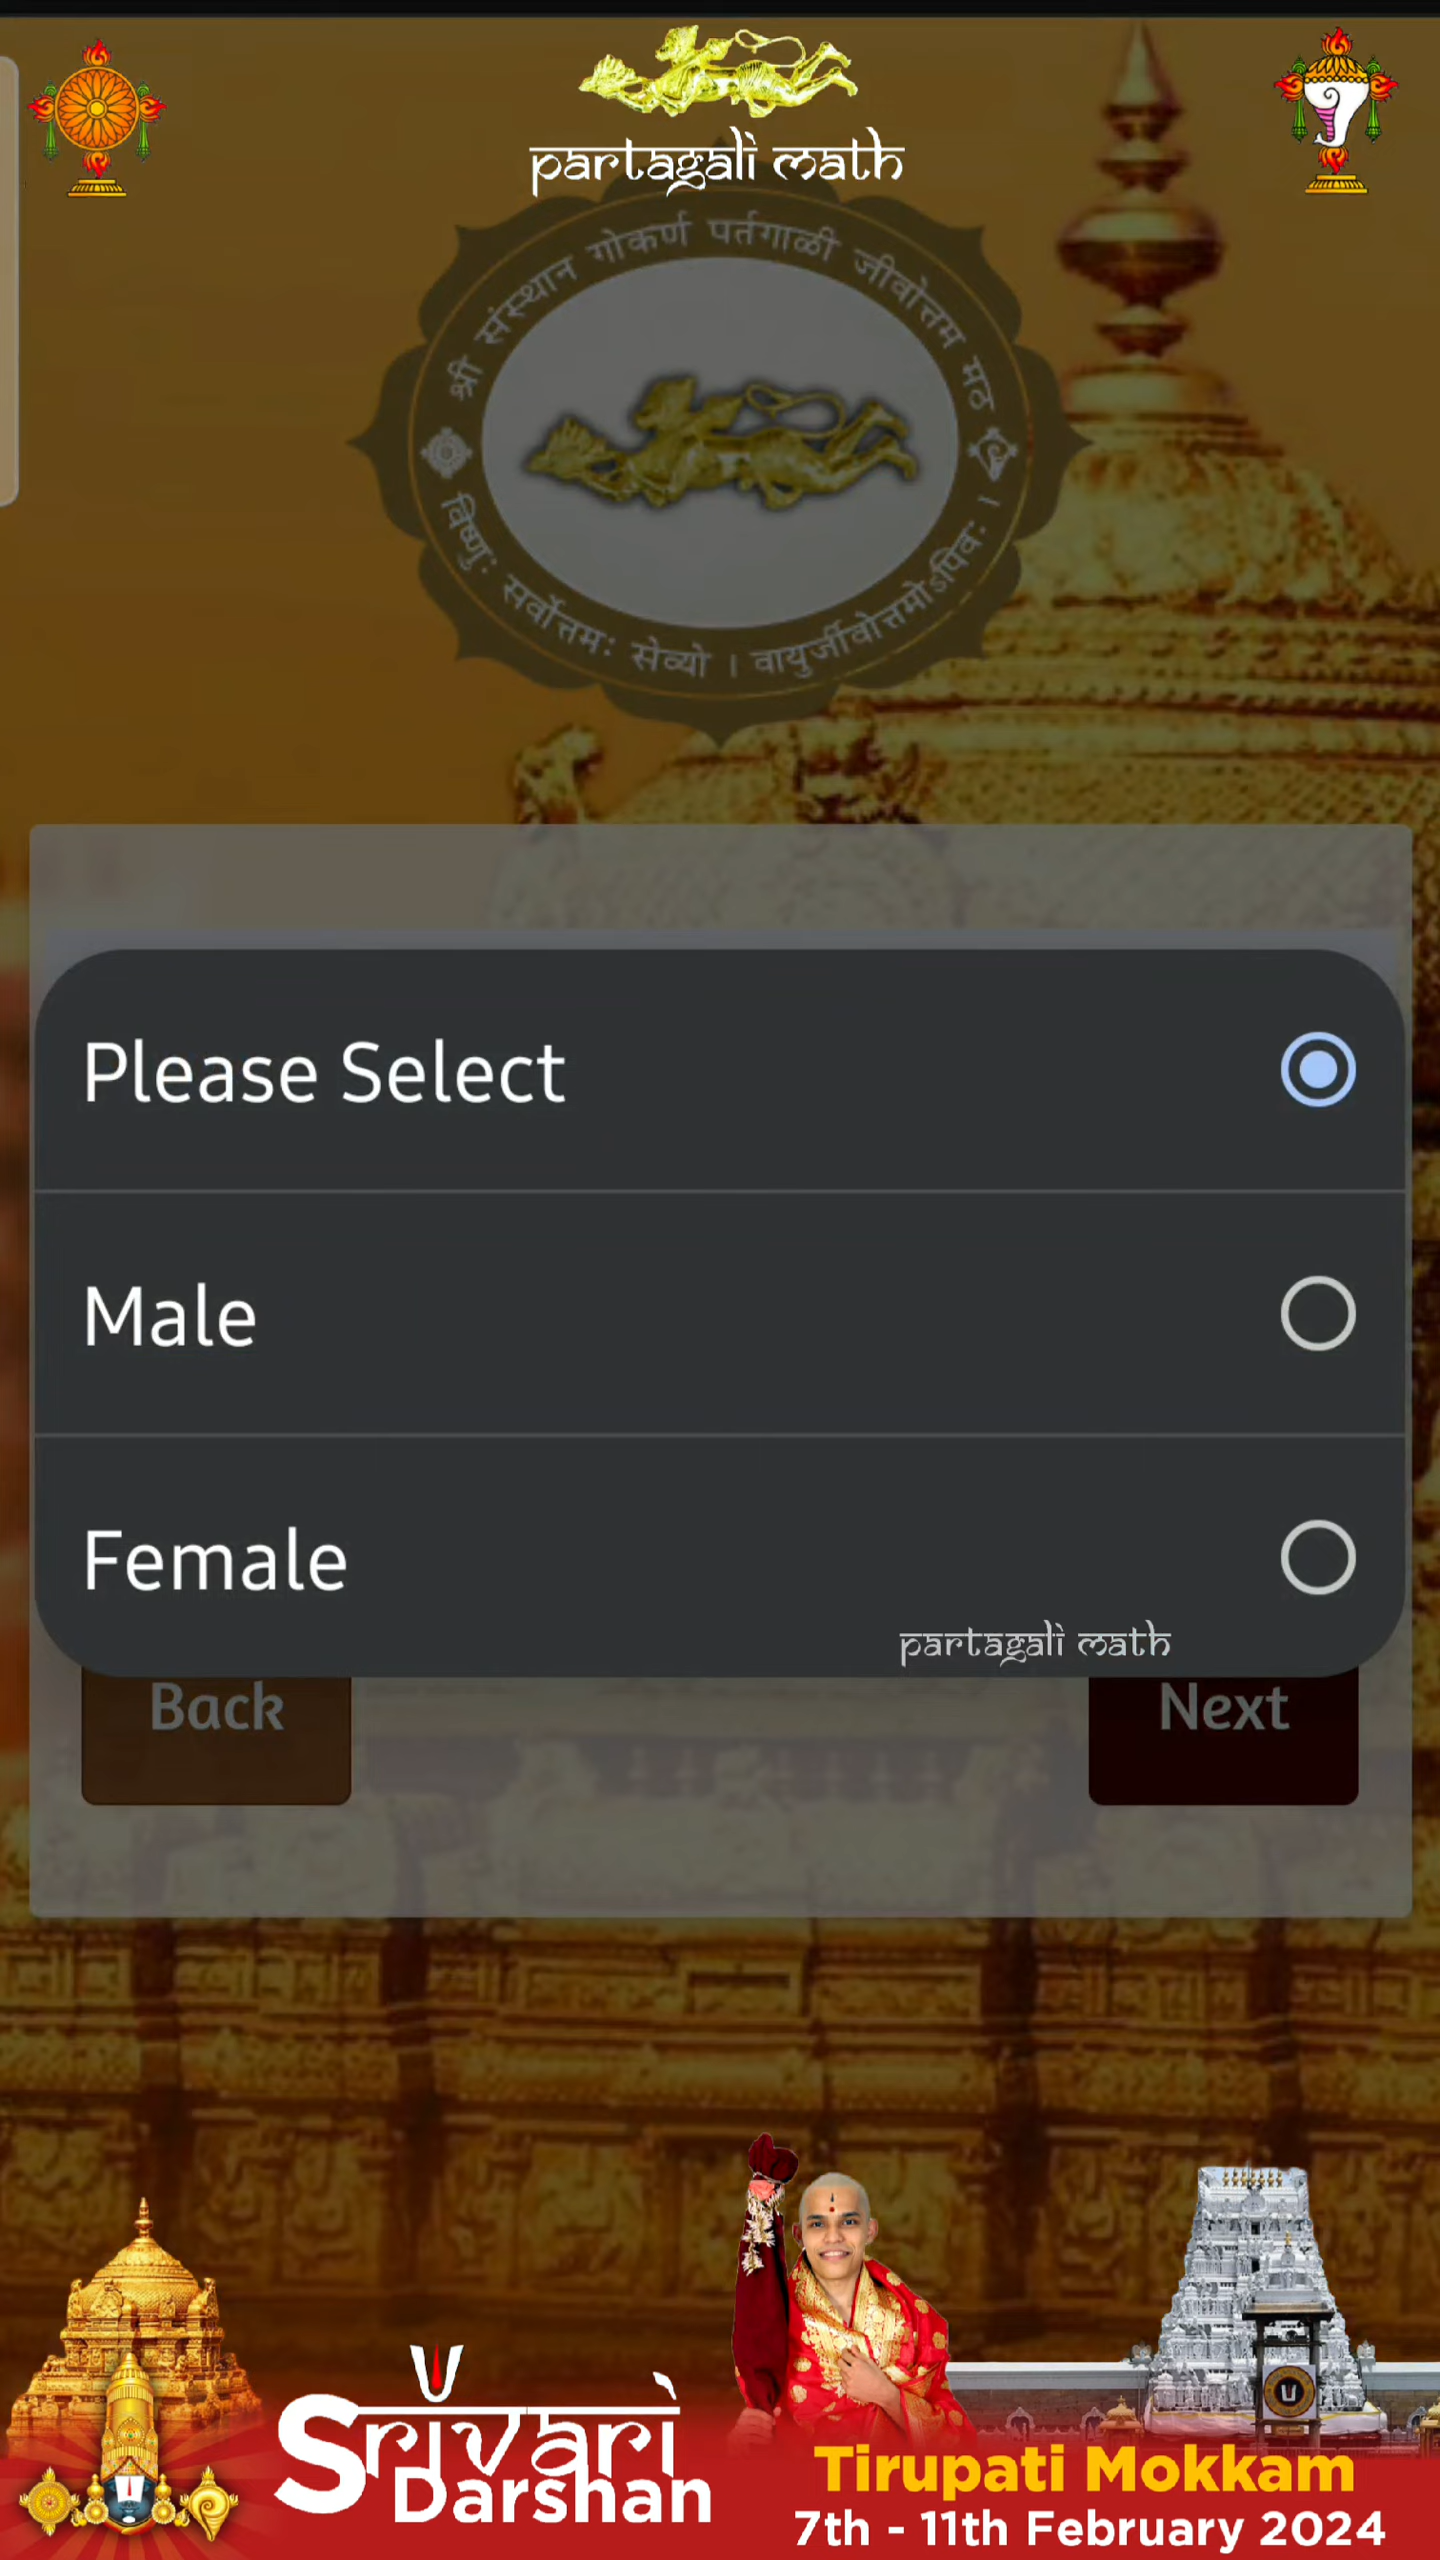 partagali math
श्री संस्थान गोकर्ण पर्तगाळी जीवोत्तम मठ
विष्णुः सर्वोत्तमः सेव्यो । वायुर्जीवोत्तमोऽपिवः ।
Please Select
Male
Female
partagali math
Back
Next
Srivari
Darshan
Tirupati Mokkam
7th - 11th February 2024